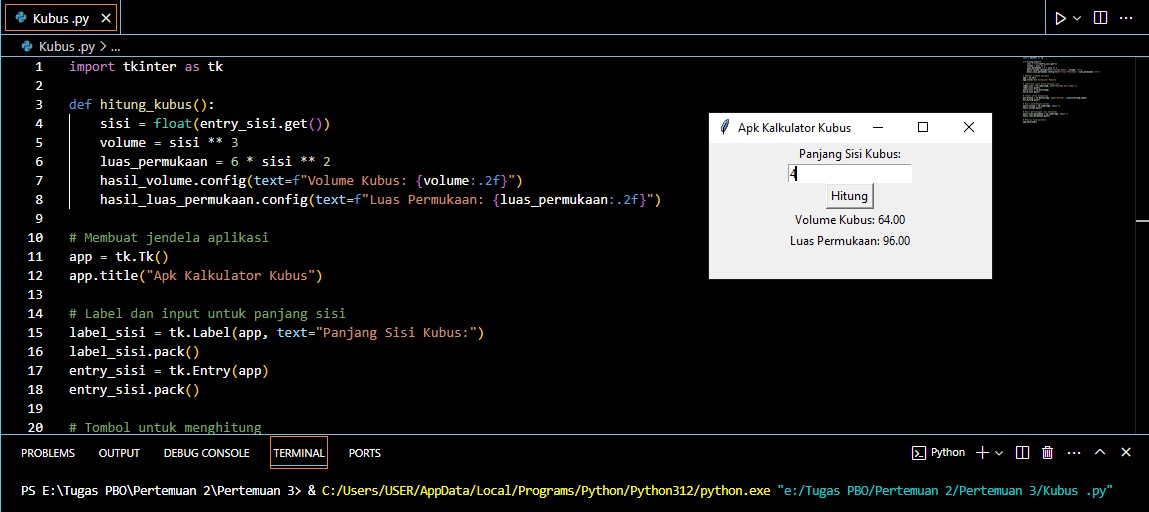 Kubus .py
Kubus .py > ...
1 import tkinter as tk
2
3 def hitung_kubus():
4     sisi = float(entry_sisi.get())
5     volume = sisi ** 3
6     luas_permukaan = 6 * sisi ** 2
7     hasil_volume.config(text=f"Volume Kubus: {volume:.2f}")
8     hasil_luas_permukaan.config(text=f"Luas Permukaan: {luas_permukaan:.2f}")
9
10 # Membuat jendela aplikasi
11 app = tk.Tk()
12 app.title("Apk Kalkulator Kubus")
13
14 # Label dan input untuk panjang sisi
15 label_sisi = tk.Label(app, text="Panjang Sisi Kubus:")
16 label_sisi.pack()
17 entry_sisi = tk.Entry(app)
18 entry_sisi.pack()
19
20 # Tombol untuk menghitung
Apk Kalkulator Kubus
Panjang Sisi Kubus:
4
Hitung
Volume Kubus: 64.00
Luas Permukaan: 96.00
PROBLEMS OUTPUT DEBUG CONSOLE TERMINAL PORTS Python
PS E:\Tugas PBO\Pertemuan 2\Pertemuan 3> & C:/Users/USER/AppData/Local/Programs/Python/Python312/python.exe "e:/Tugas PBO/Pertemuan 2/Pertemuan 3/Kubus .py"